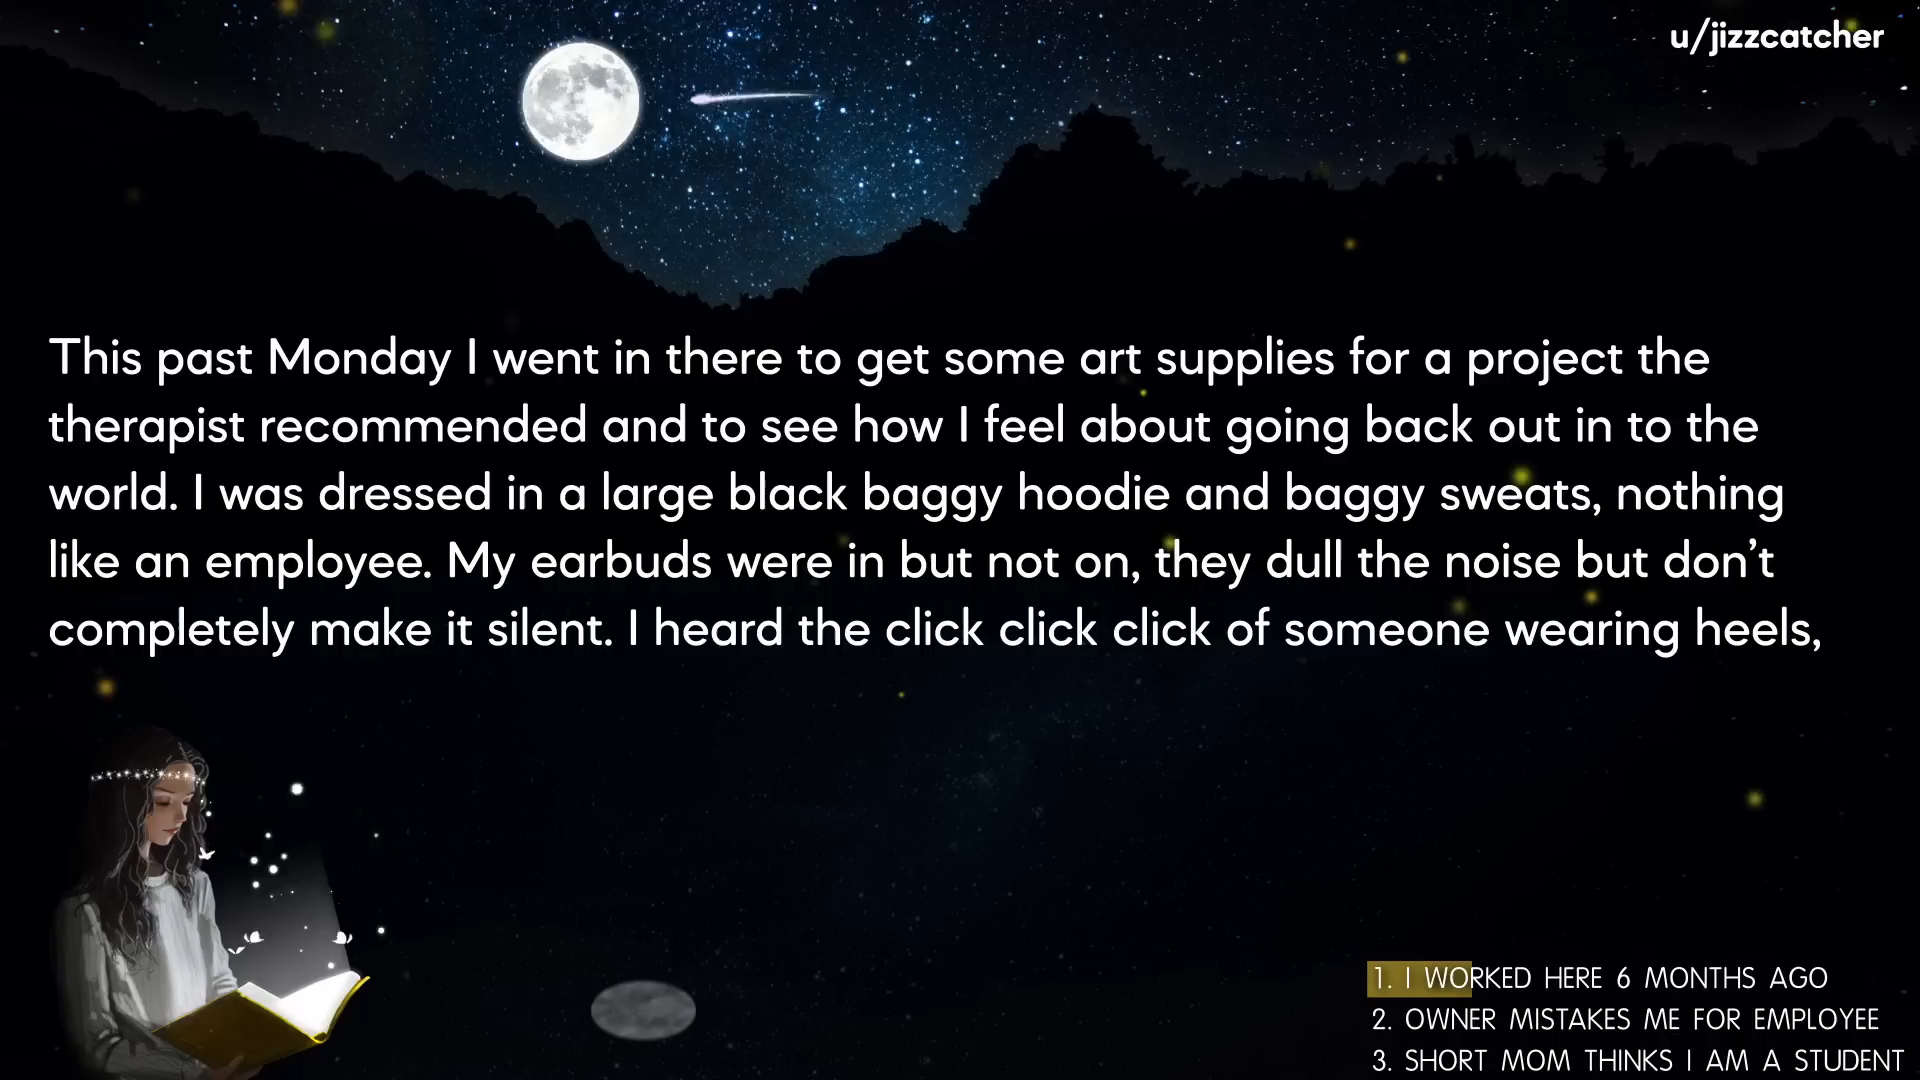 u/jizzcatcher
This past Monday I went in there to get some art supplies for a project the
therapist recommended and to see how I feel about going back out in to the
world. I was dressed in a large black baggy hoodie and baggy sweats, nothing
like an employee. My earbuds were in but not on, they dull the noise but don’t
completely make it silent. I heard the click click click of someone wearing heels,
1. I WORKED HERE 6 MONTHS AGO
2. OWNER MISTAKES ME FOR EMPLOYEE
3. SHORT MOM THINKS I AM A STUDENT